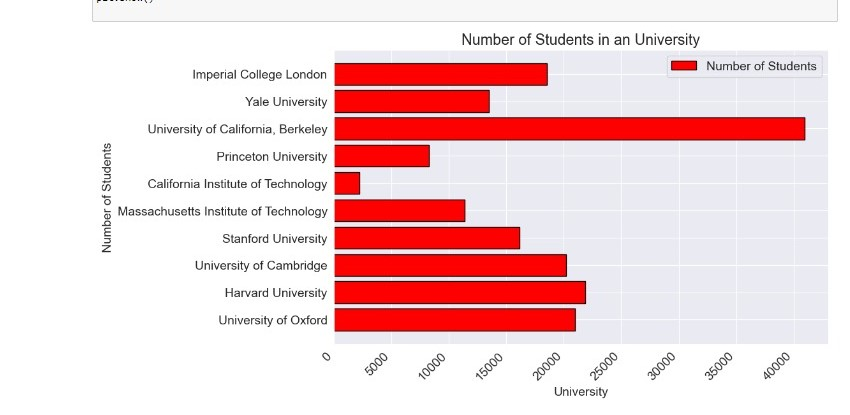 Number of Students in an University
Number of Students
Imperial College London
Yale University
University of California, Berkeley
Princeton University
California Institute of Technology
Massachusetts Institute of Technology
Stanford University
University of Cambridge
Harvard University
University of Oxford
Number of Students
0 5000 10000 15000 20000 25000 30000 35000 40000
University